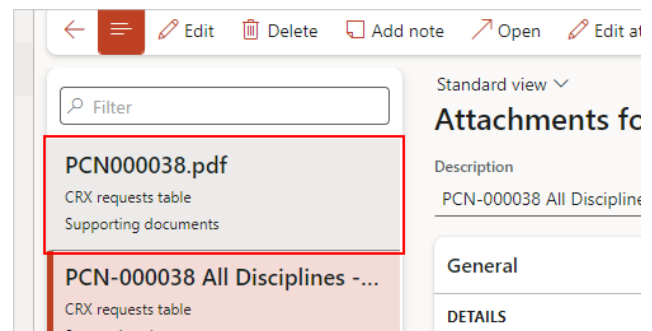 Edit Delete Add note Open Edit at
Filter
PCN000038.pdf
CRX requests table
Supporting documents
PCN-000038 All Disciplines -...
CRX requests table
Standard view
Attachments fo
Description
PCN-000038 All Discipline
General
DETAILS